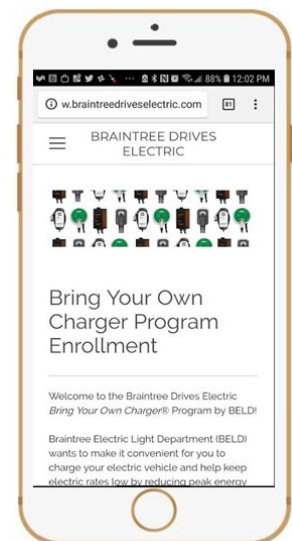 88% 12:02 PM
w.braintreedriveselectric.com
BRAINTREE DRIVES
ELECTRIC
Bring Your Own
Charger Program
Enrollment
Welcome to the Braintree Drives Electric
Bring Your Own Charger® Program by BELD!
Braintree Electric Light Department (BELD)
wants to make it convenient for you to
charge your electric vehicle and help keep
electric rates low by reducing peak energy